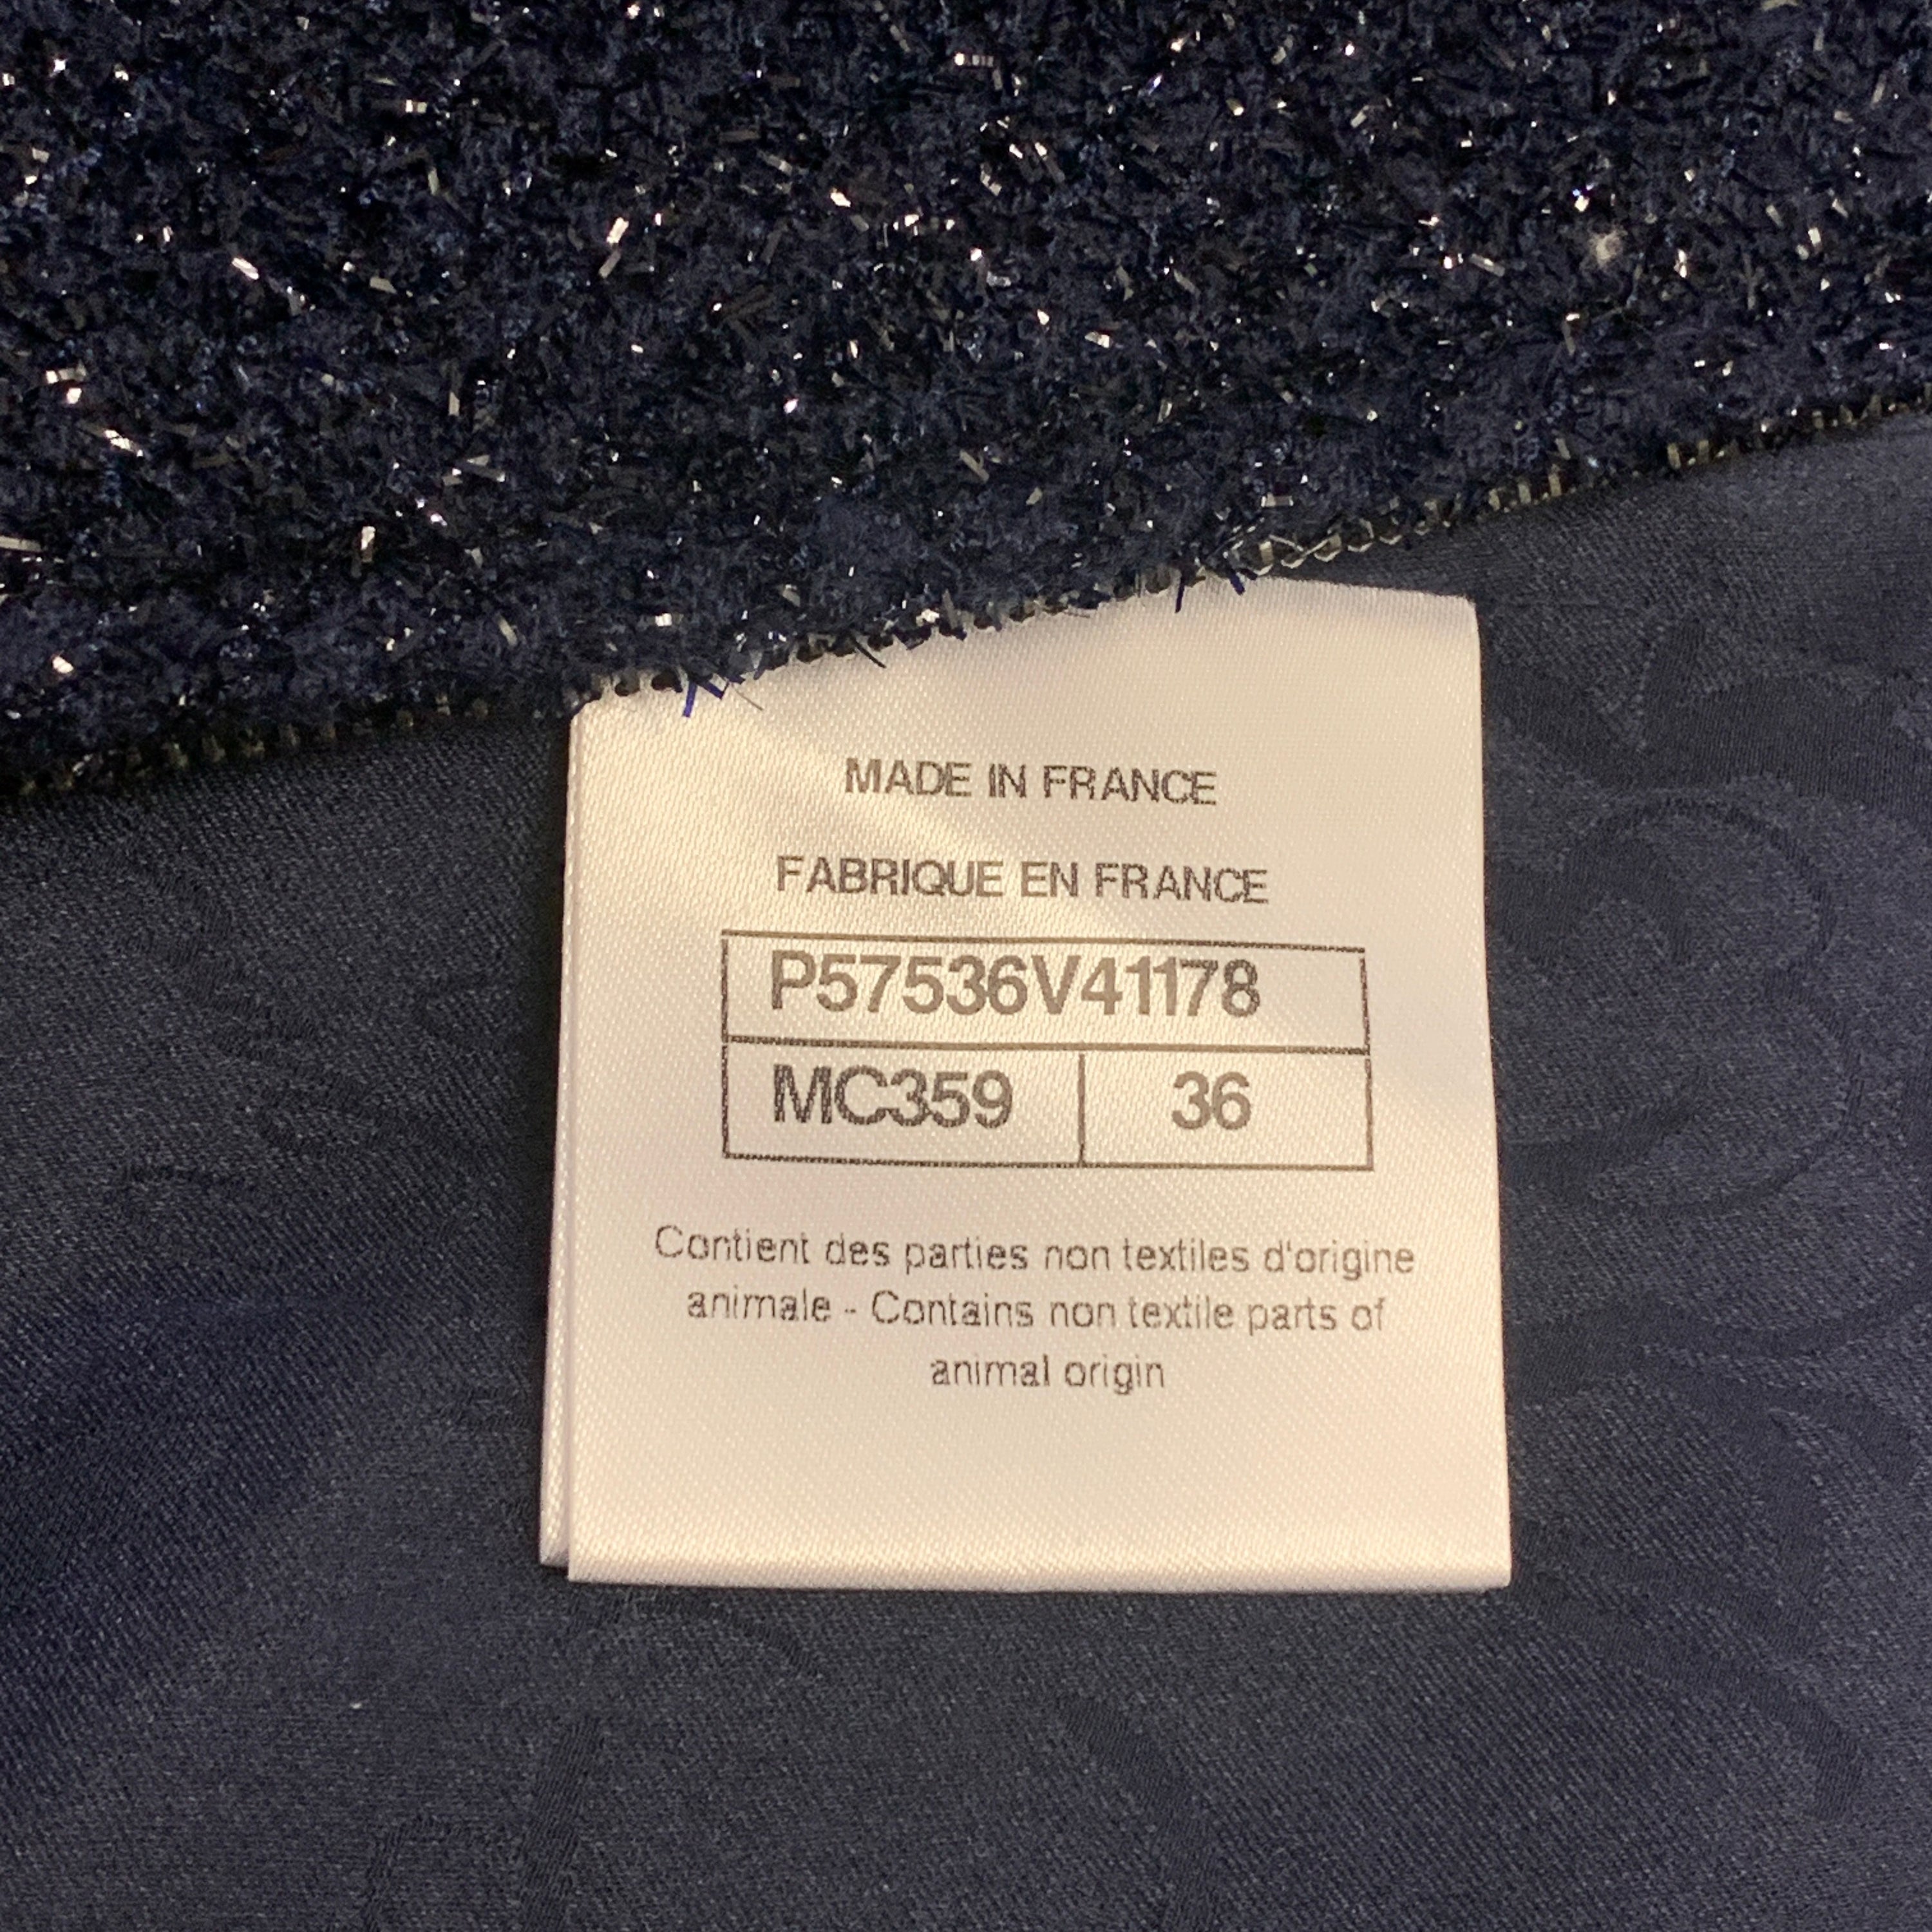 MADE IN FRANCE
FABRIQUE EN FRANCE
P57536V41178
MC359 36
Contient des parties non textiles d'origine
animale - Contains non textile parts of
animal origin